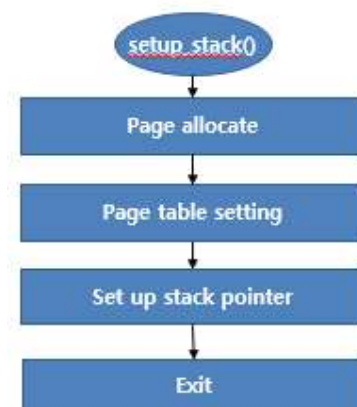 setup_stack()
Page allocate
Page table setting
Set up stack pointer
Exit